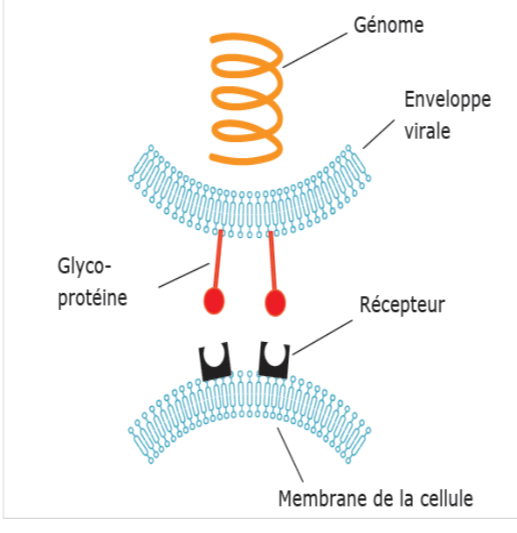 Génome
Enveloppe
virale
Glyco-
protéine
Récepteur
Membrane de la cellule